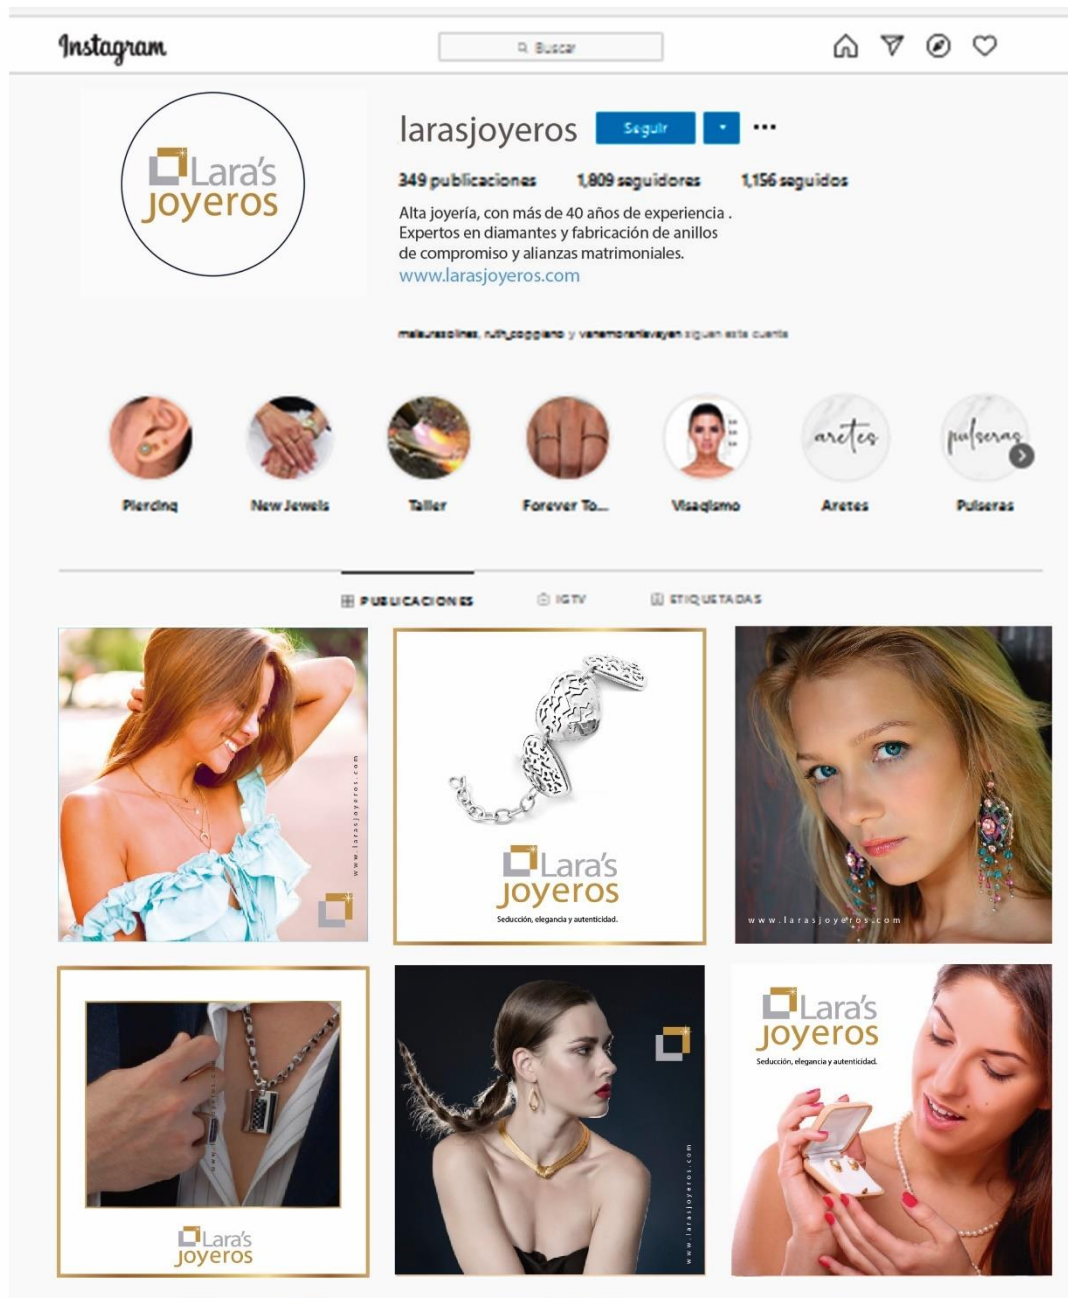 Instagram
Buscar
Lara's
joyeros
larasjoyeros
Seguir
349 publicaciones 1,809 seguidores 1,156 seguidos
Alta joyería, con más de 40 años de experiencia .
Expertos en diamantes y fabricación de anillos
de compromiso y alianzas matrimoniales.
www.larasjoyeros.com
siguen esta cuenta
aretes
pulseras
Piercing New Jewels Taller Forever To... Visagismo Aretes Pulseras
PUBLICACIONES IGTV ETIQUETADAS
www.larasjoyeros.com
Lara's
joyeros
Seducción, elegancia y autenticidad.
www.larasjoyeros.com
Lara's
joyeros
www.larasjoyeros.com
Lara's
joyeros
Seducción, elegancia y autenticidad.